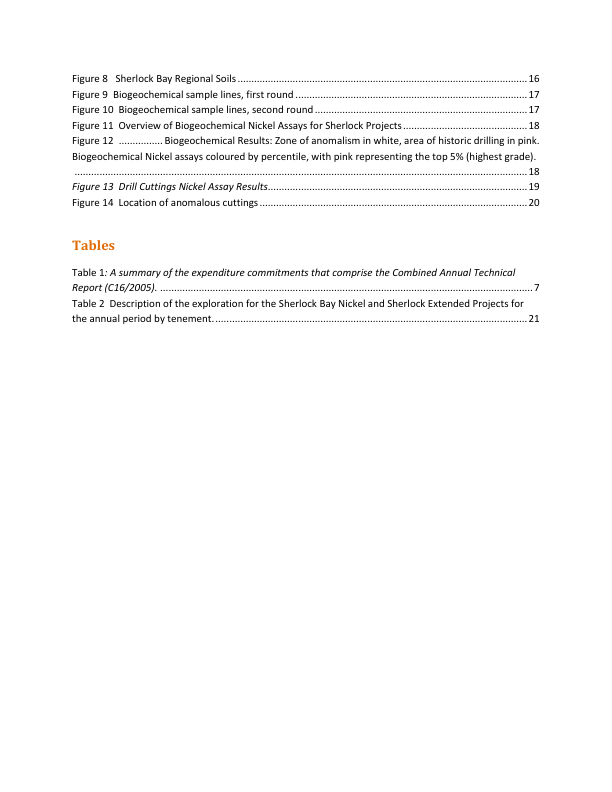 Figure 8 Sherlock Bay Regional Soils ........................................................................................................ 16
Figure 9 Biogeochemical sample lines, first round .................................................................................... 17
Figure 10 Biogeochemical sample lines, second round ............................................................................. 17
Figure 11 Overview of Biogeochemical Nickel Assays for Sherlock Projects ............................................. 18
Figure 12 ............... Biogeochemical Results: Zone of anomalism in white, area of historic drilling in pink.
Biogeochemical Nickel assays coloured by percentile, with pink representing the top 5% (highest grade).
.................................................................................................................................................................. 18
Figure 13 Drill Cuttings Nickel Assay Results............................................................................................. 19
Figure 14 Location of anomalous cuttings ................................................................................................. 20
Tables
Table 1: A summary of the expenditure commitments that comprise the Combined Annual Technical
Report (C16/2005). ..................................................................................................................................... 7
Table 2 Description of the exploration for the Sherlock Bay Nickel and Sherlock Extended Projects for
the annual period by tenement. ................................................................................................................ 21